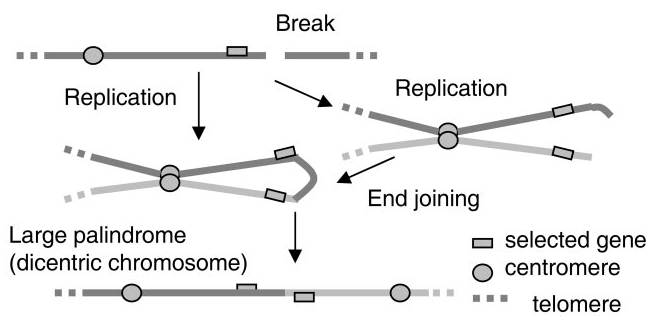 Break
Replication
Replication
End joining
Large palindrome
(dicentric chromosome)
selected gene
centromere
telomere